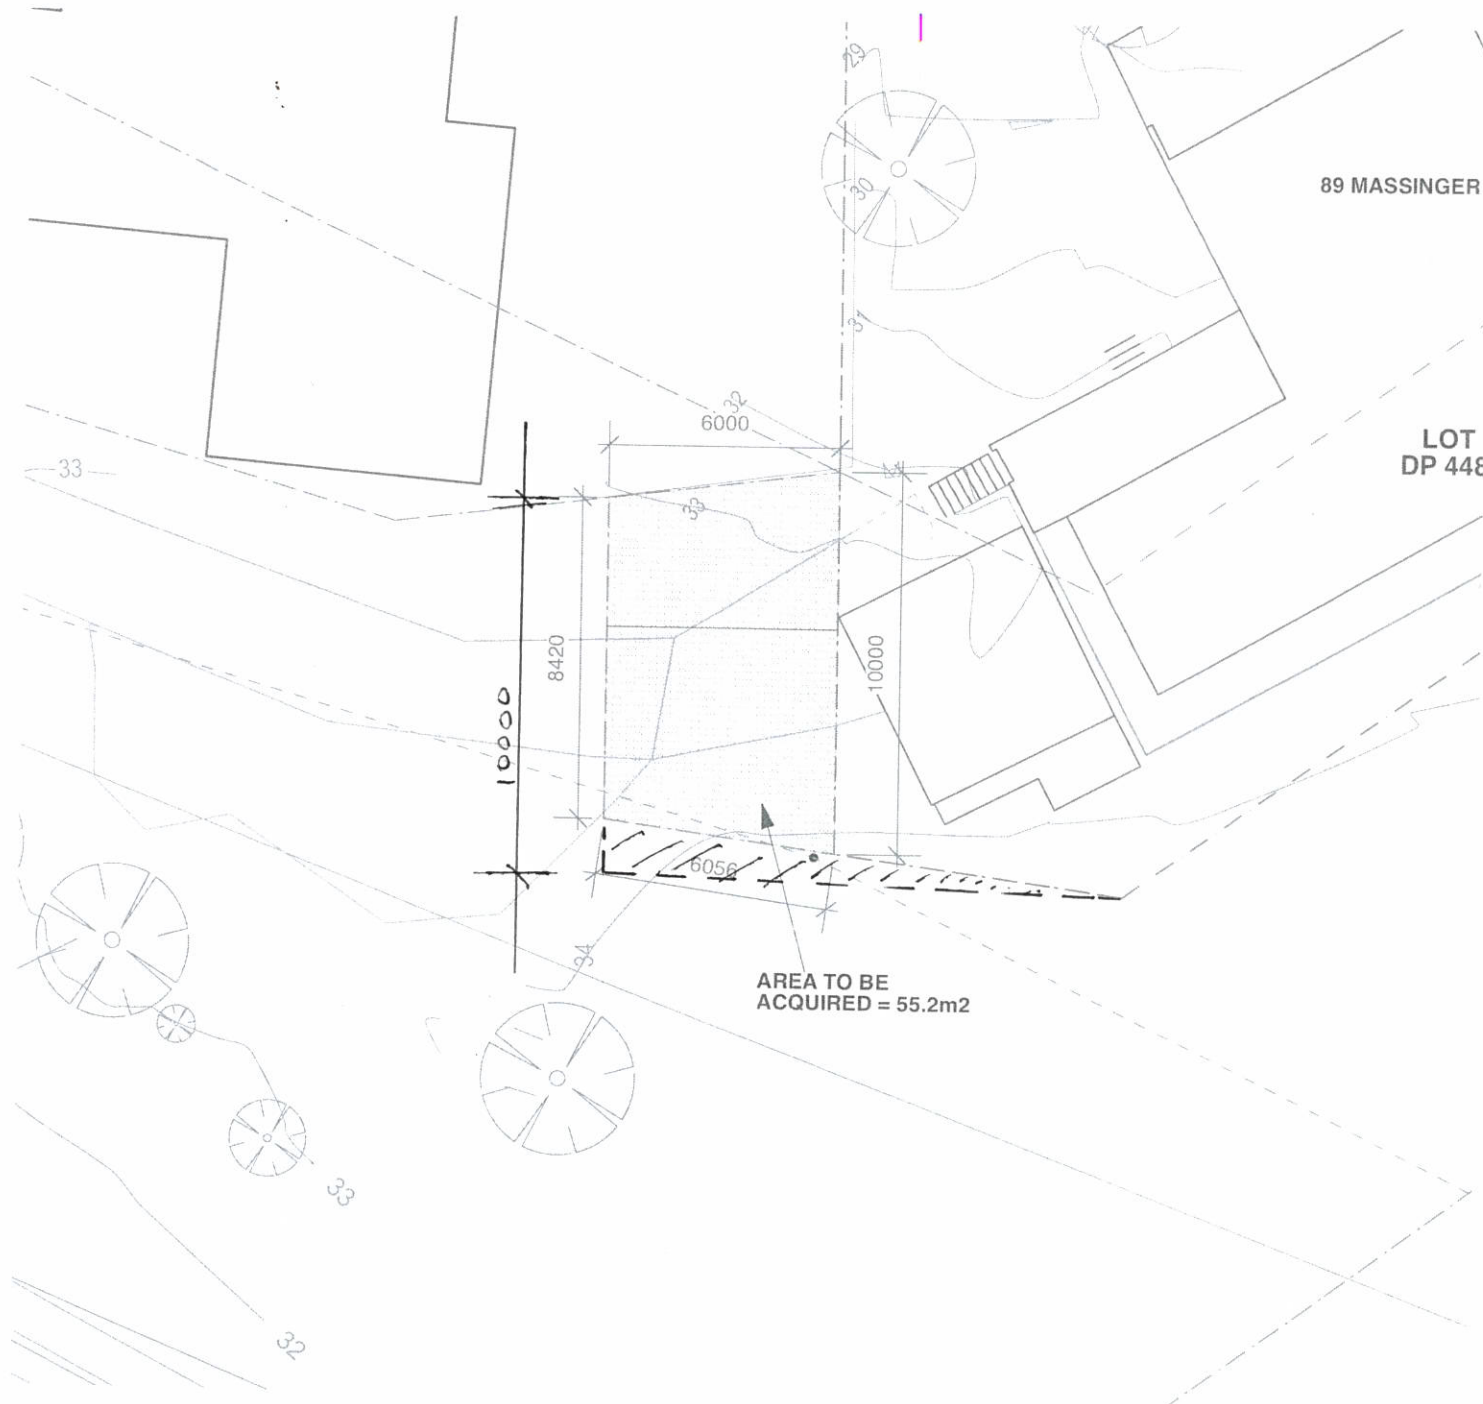 29
30
89 MASSINGER
31
32
6000
LOT
DP 448
33
33
8420
10000
10000
6056
34
AREA TO BE
ACQUIRED = 55.2m2
33
32